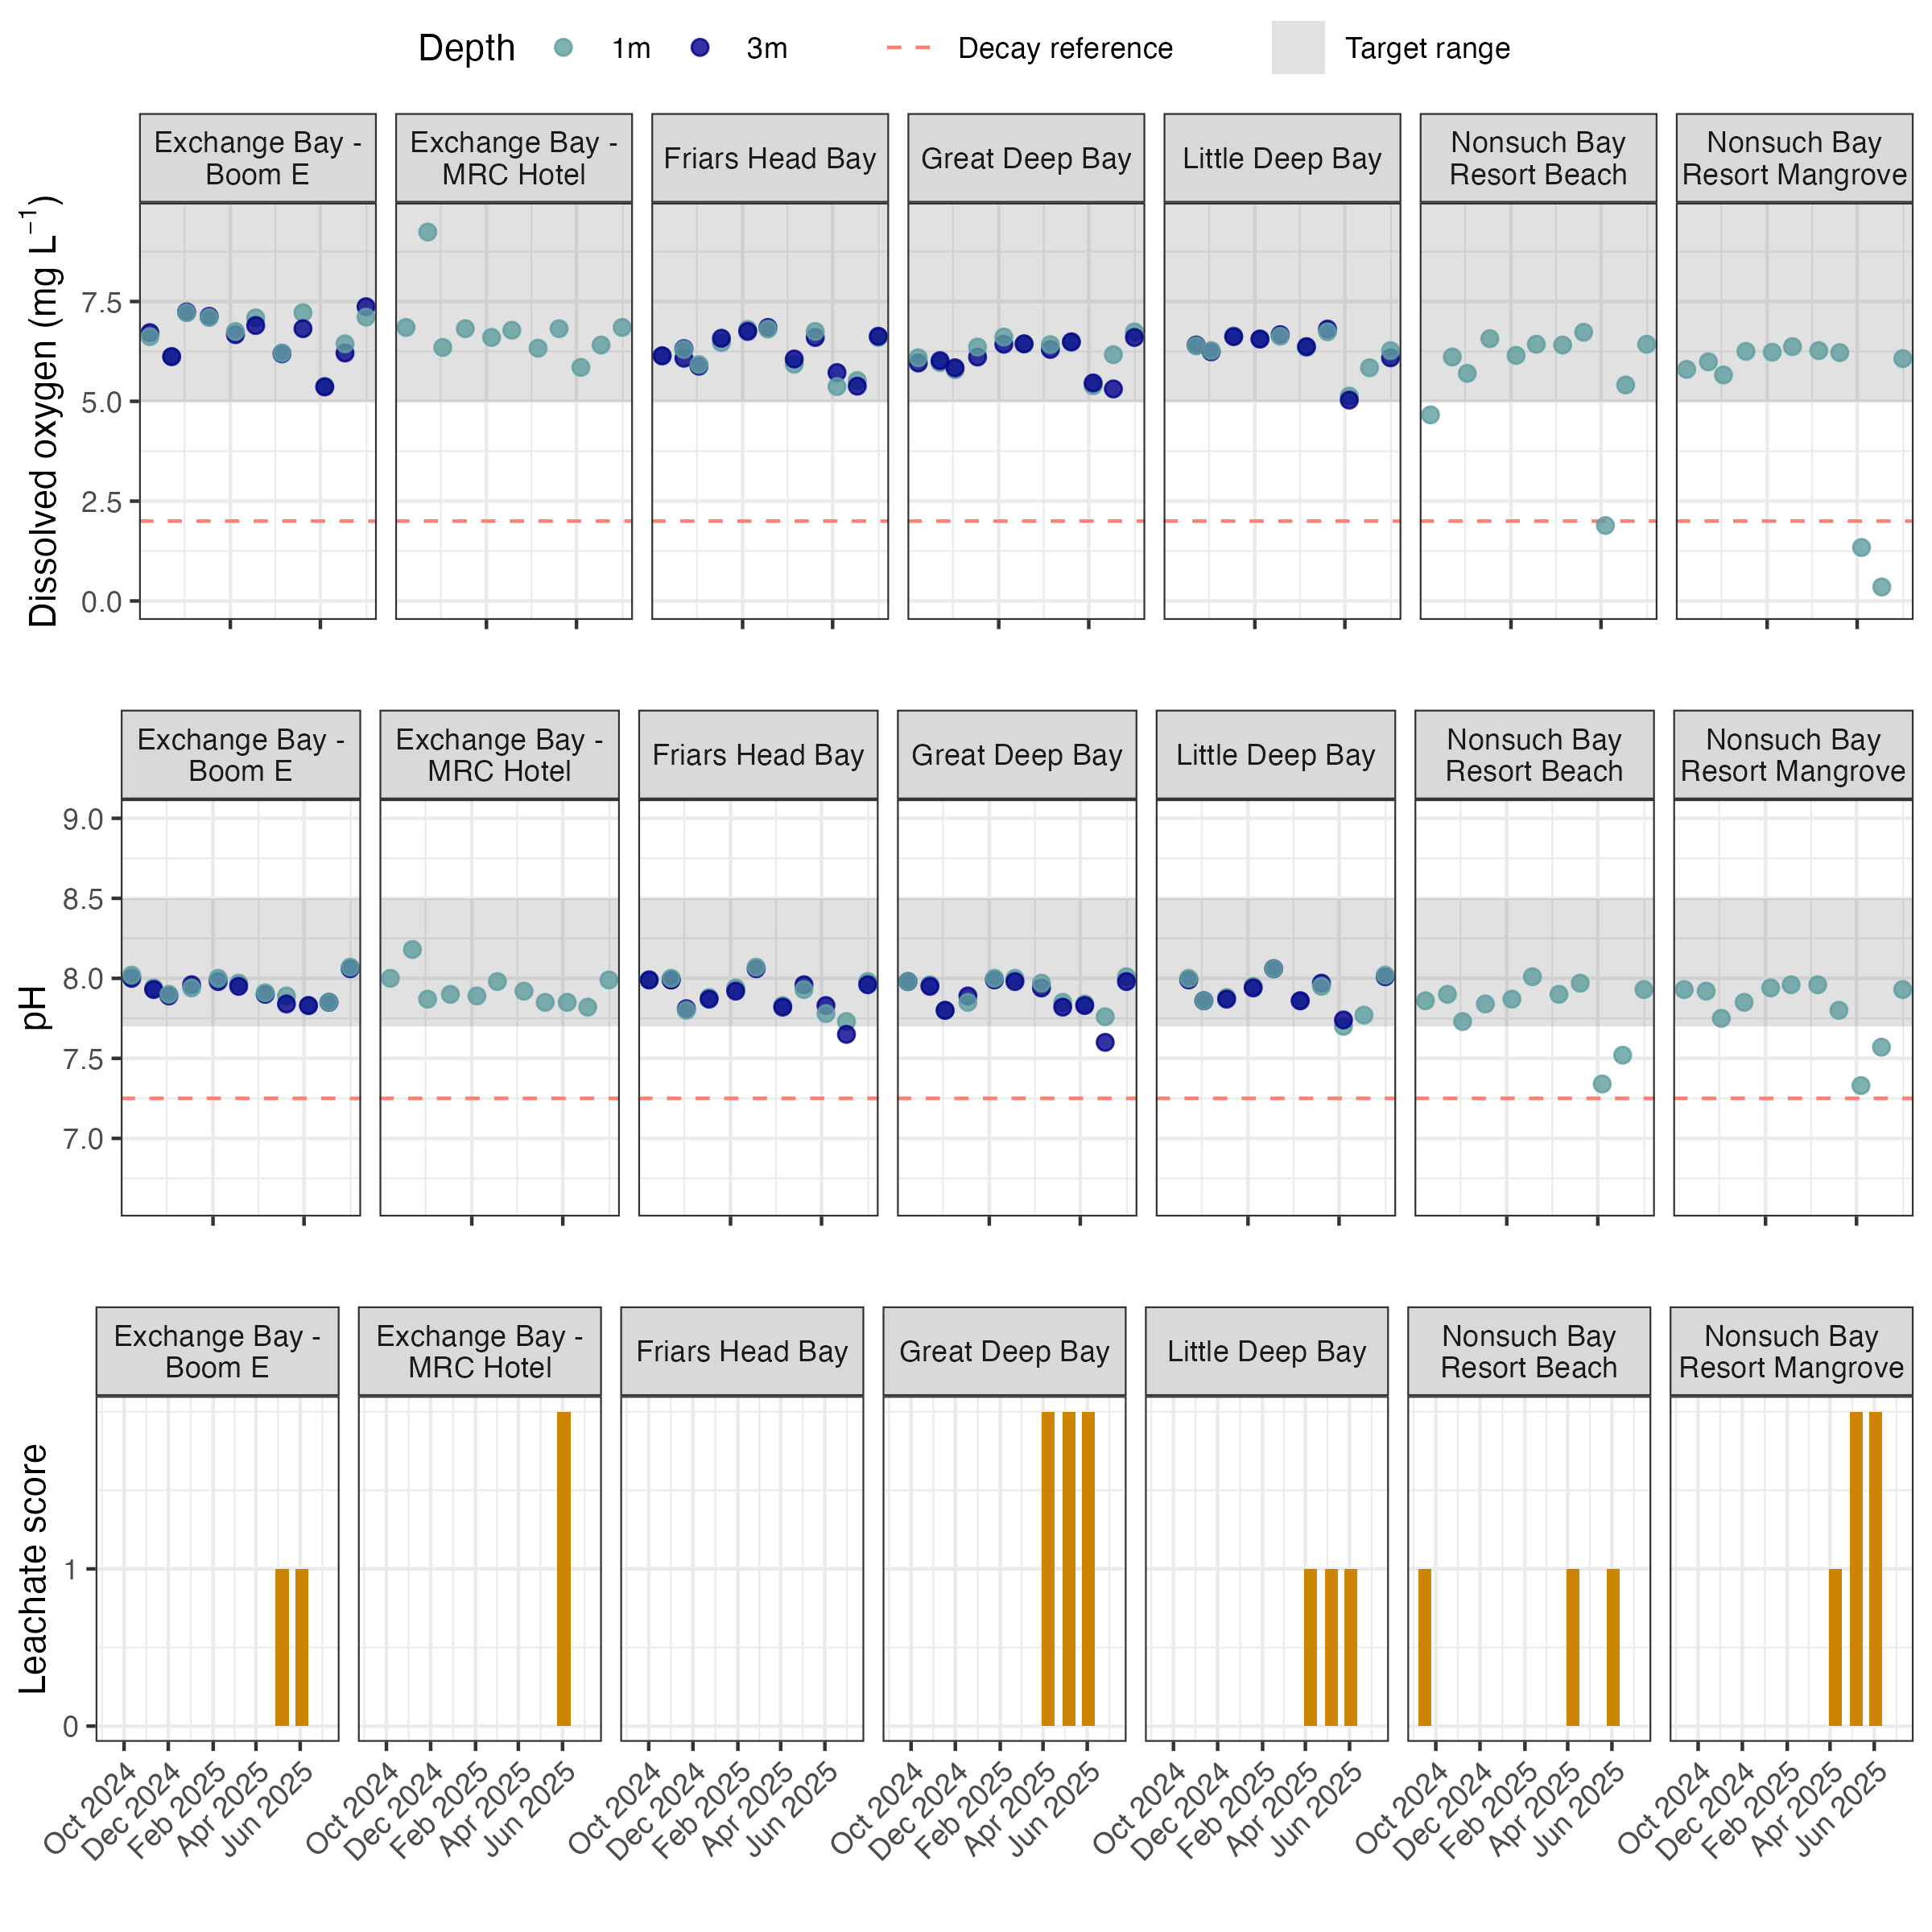 Depth 1m 3m Decay reference Target range
Exchange Bay -
Boom E
Exchange Bay -
MRC Hotel
Friars Head Bay
Great Deep Bay
Little Deep Bay
Nonsuch Bay
Resort Beach
Nonsuch Bay
Resort Mangrove
Dissolved oxygen (mg L⁻¹)
7.5
5.0
2.5
0.0
Exchange Bay -
Boom E
Exchange Bay -
MRC Hotel
Friars Head Bay
Great Deep Bay
Little Deep Bay
Nonsuch Bay
Resort Beach
Nonsuch Bay
Resort Mangrove
pH
9.0
8.5
8.0
7.5
7.0
Exchange Bay -
Boom E
Exchange Bay -
MRC Hotel
Friars Head Bay
Great Deep Bay
Little Deep Bay
Nonsuch Bay
Resort Beach
Nonsuch Bay
Resort Mangrove
Leachate score
1
0
Oct 2024
Dec 2024
Feb 2025
Apr 2025
Jun 2025
Oct 2024
Dec 2024
Feb 2025
Apr 2025
Jun 2025
Oct 2024
Dec 2024
Feb 2025
Apr 2025
Jun 2025
Oct 2024
Dec 2024
Feb 2025
Apr 2025
Jun 2025
Oct 2024
Dec 2024
Feb 2025
Apr 2025
Jun 2025
Oct 2024
Dec 2024
Feb 2025
Apr 2025
Jun 2025
Oct 2024
Dec 2024
Feb 2025
Apr 2025
Jun 2025